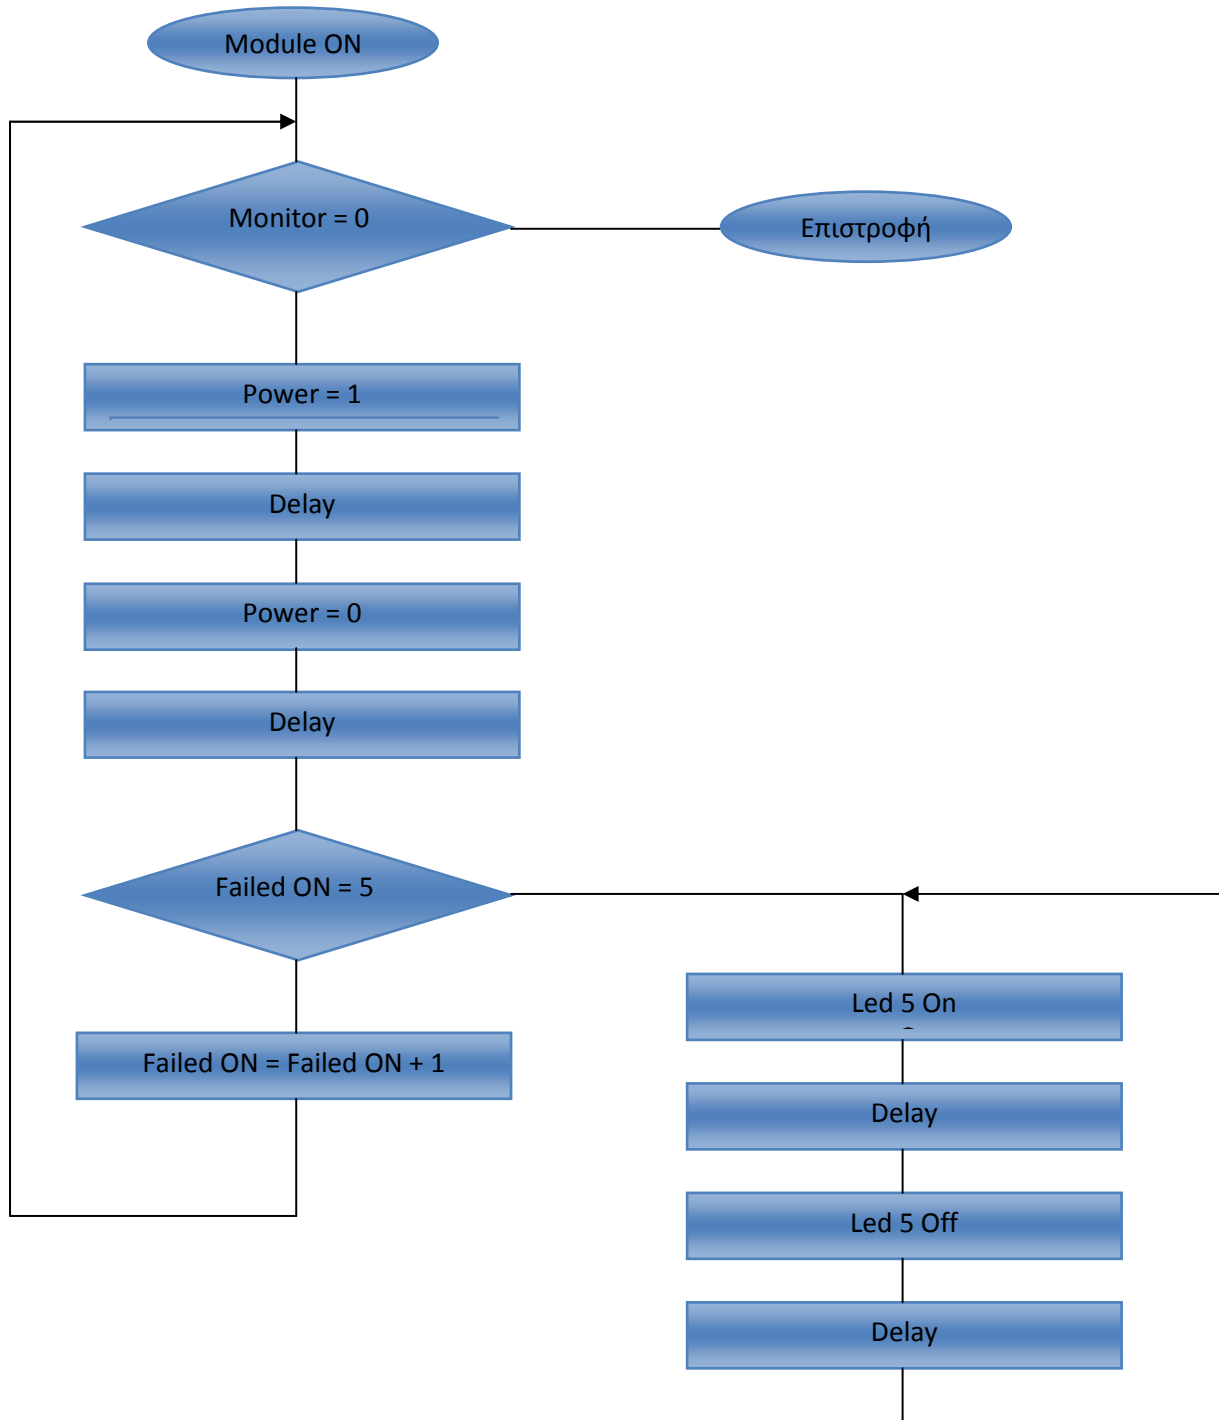 Module ON
Monitor = 0
Επιστροφή
Power = 1
Delay
Power = 0
Delay
Failed ON = 5
Failed ON = Failed ON + 1
Led 5 On
Delay
Led 5 Off
Delay